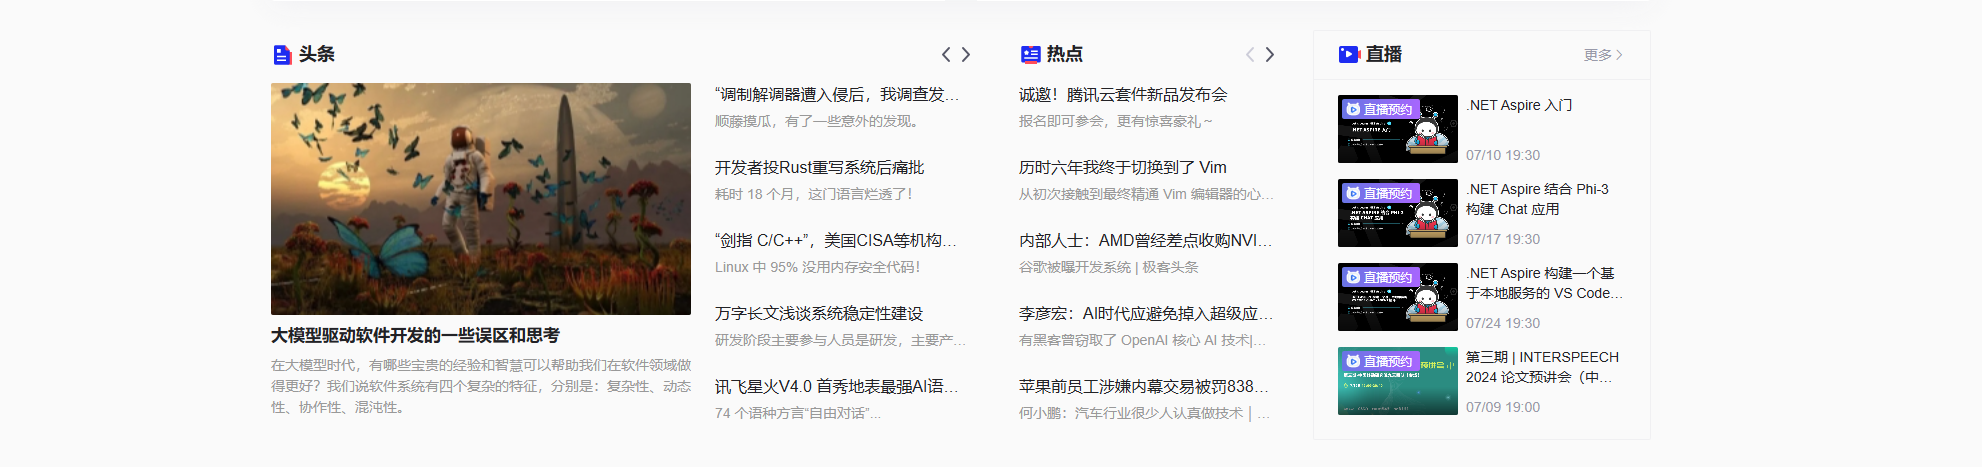 头条
大模型驱动软件开发的一些误区和思考
在大模型时代，有哪些宝贵的经验和智慧可以帮助我们在软件领域做
得更好？我们说软件系统有四个复杂的特征，分别是：复杂性、动态
性、协作性、混沌性。
“调制解调器遭入侵后，我调查发...
顺藤摸瓜，有了一些意外的发现。
开发者投Rust重写系统后痛批
耗时 18 个月，这门语言烂透了！
“剑指 C/C++”，美国CISA等机构...
Linux 中 95% 没用内存安全代码！
万字长文浅谈系统稳定性建设
研发阶段主要参与人员是研发，主要产...
讯飞星火V4.0 首秀地表最强AI语...
74 个语种方言“自由对话”...
热点
诚邀！腾讯云套件新品发布会
报名即可参会，更有惊喜豪礼～
历时六年我终于切换到了 Vim
从初次接触到最终精通 Vim 编辑器的心...
内部人士：AMD曾经差点收购NVI...
谷歌被曝开发系统 | 极客头条
李彦宏：AI时代应避免掉入超级应...
有黑客曾窃取了 OpenAI 核心 AI 技术|...
苹果前员工涉嫌内幕交易被罚838...
何小鹏：汽车行业很少人认真做技术 | ...
直播
更多
直播预约
.NET ASPIRE 入门
.NET Aspire 入门
07/10 19:30
直播预约
.NET ASPIRE 结合 PHI-3
构建 CHAT 应用
.NET Aspire 结合 Phi-3
构建 Chat 应用
07/17 19:30
直播预约
.NET Aspire 构建一个基
于本地服务的 VS Code...
07/24 19:30
直播预约
第三期 | INTERSPEECH
2024 论文预讲会（中...
07/09 19:00